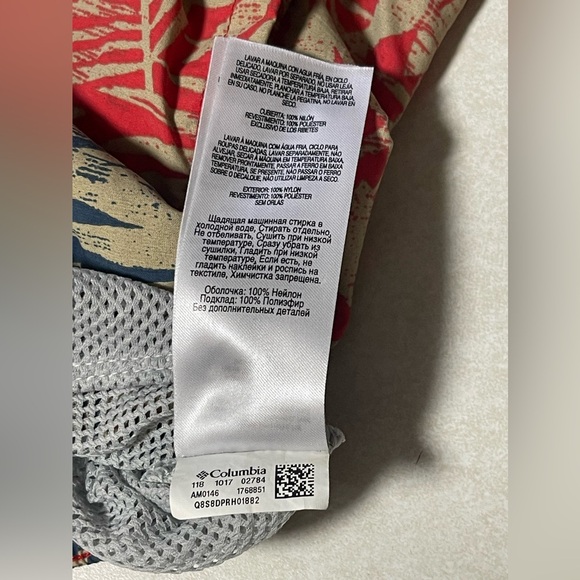 LAVAR A MAQUINA CON AGUA FRÍA, EN CICLO
DELICADO, LAVAR POR SEPARADO, NO USAR LEJÍA,
USAR SECADORA A TEMPERATURA BAJA, RETIRAR
INMEDIATAMENTE, PLANCHAR A TEMPERATURA BAJA,
EN SU CASO, NO PLANCHE LA PEGATINA, NO LAVAR EN
SECO.
CUBIERTA: 100% NILÓN
REVESTIMIENTO: 100% POLIÉSTER
EXCLUSIVO DE LOS RIBETES
LAVAR À MAQUINA COM AGUA FRIA, CICLO PARA
ROUPAS DELICADAS, LAVAR SEPARADAMENTE, NÃO
ALVEJAR, SECAR À MÁQUINA EM TEMPERATURA BAIXA,
REMOVER PRONTAMENTE, PASSAR A FERRO
TEMPERATURA, SE PRESENTE, NÃO PASSAR O FERRO
SOBRE O DECALQUE, NÃO UTILIZAR LIMPEZA A SECO.
EXTERIOR: 100% NYLON
REVESTIMENTO: 100% POLIÉSTER
SEM ORLAS
Щадящая машинная стирка в
холодной воде, Стирать отдельно,
Не отбеливать, Сушить при низкой
температуре, Сразу убрать из
сушилки, Гладить при низкой
температуре, Если есть, не
гладить наклейки и роспись на
текстиле, Химчистка запрещена.
Оболочка: 100% Нейлон
Подклад: 100% Полиэфир
Без дополнительных деталей
Columbia
118 1017 02784
AM0146 1768851
Q8S8DPRH01882